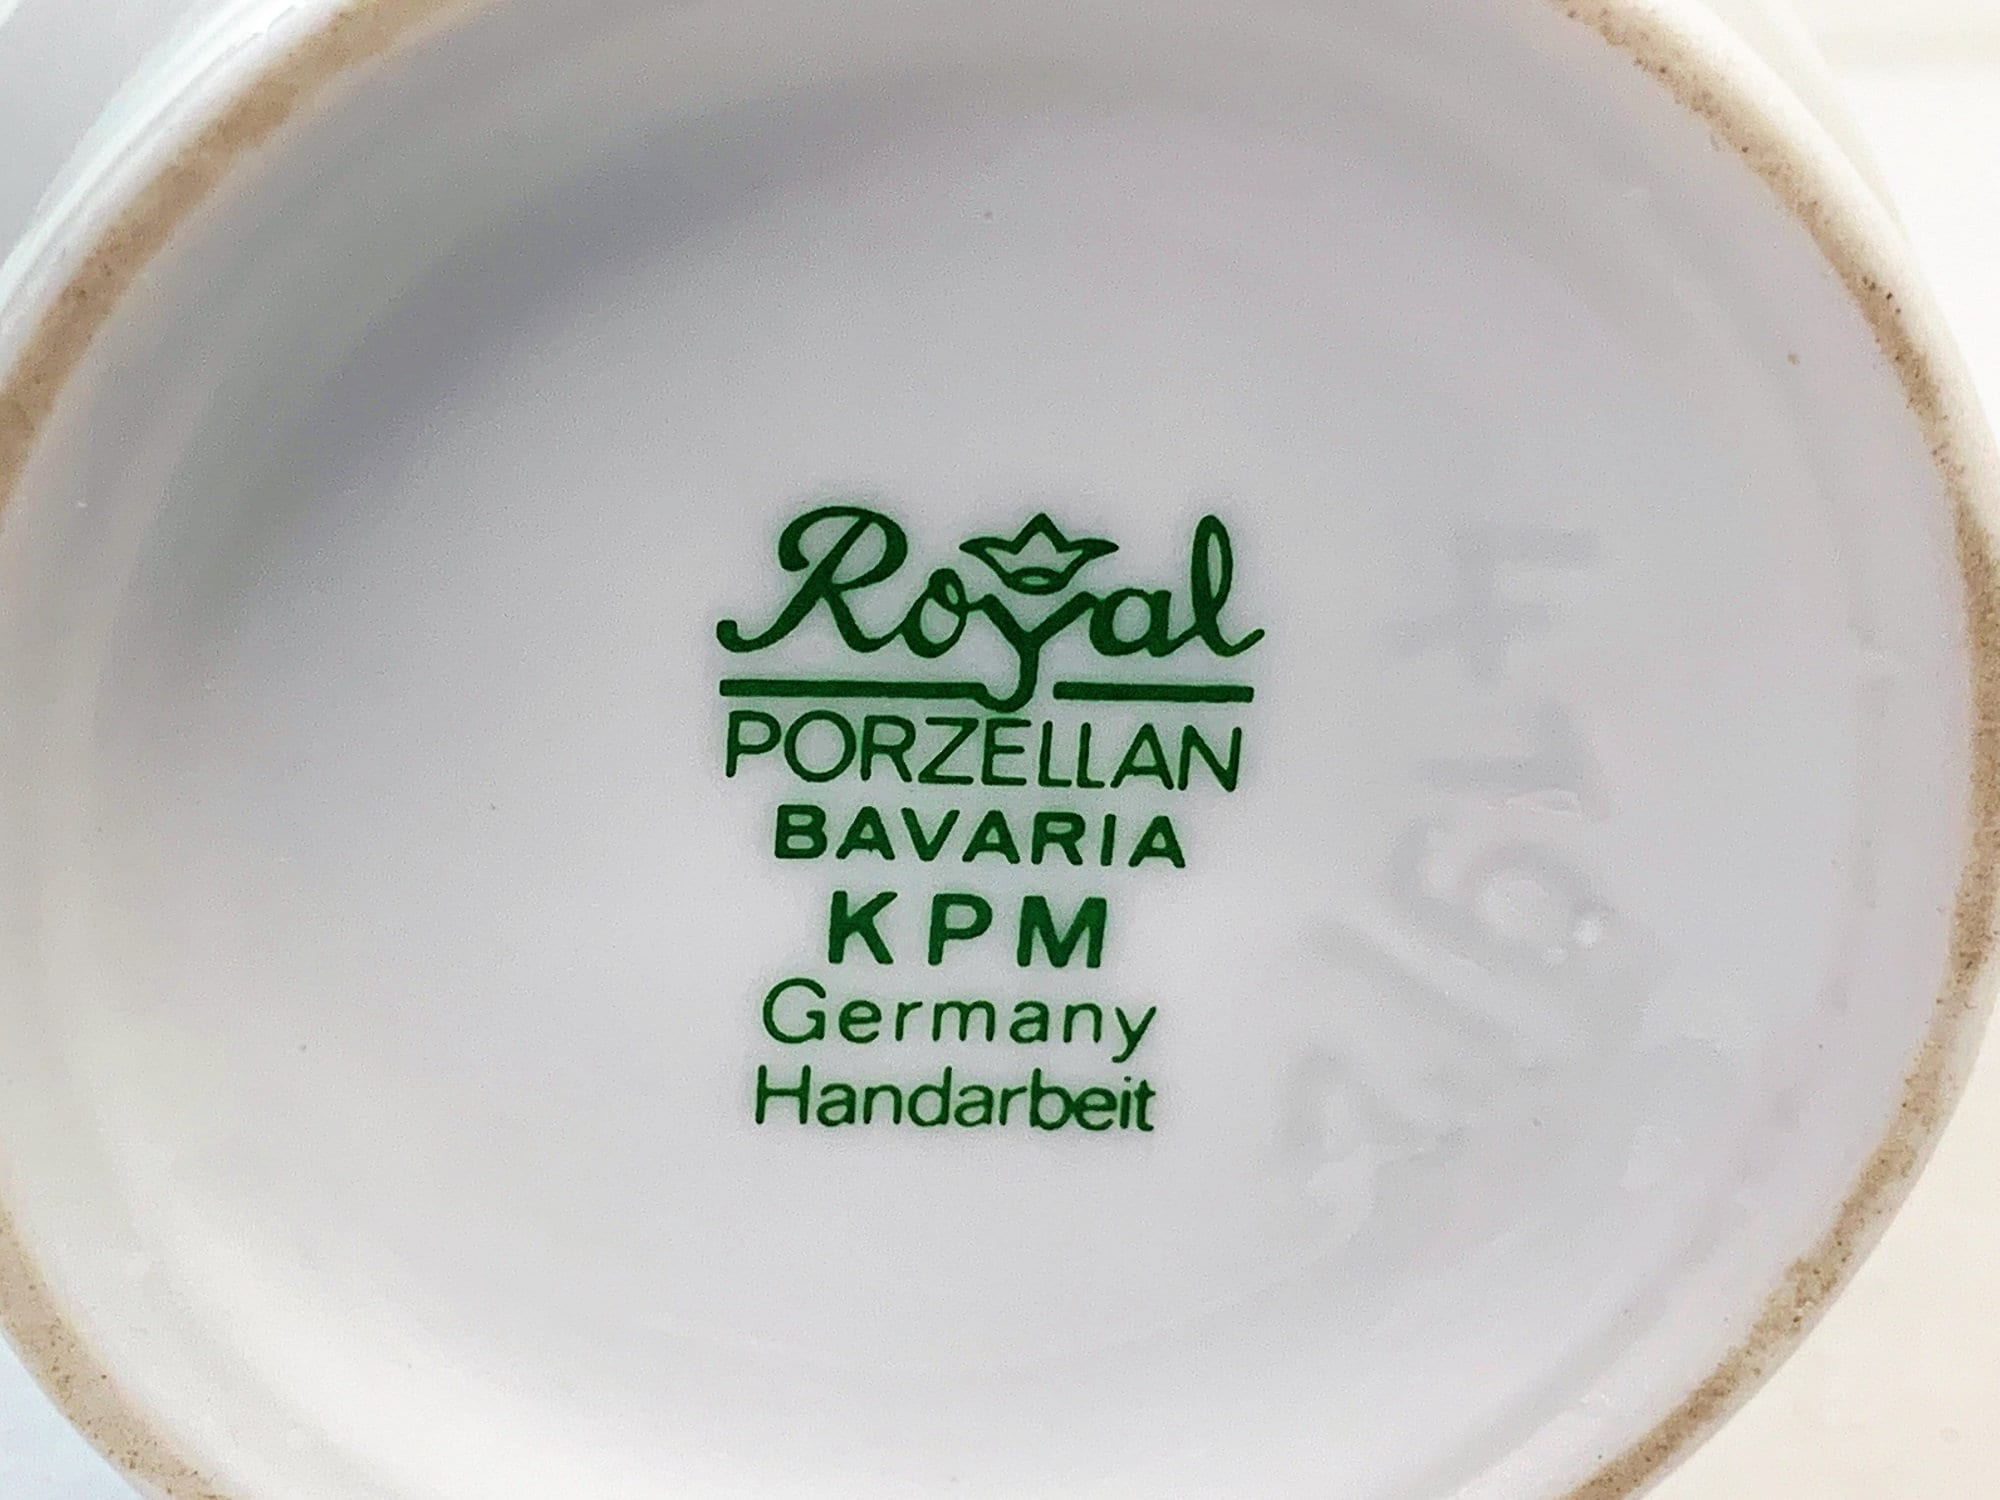 Royal
PORZELLAN
BAVARIA
KPM
Germany
Handarbeit